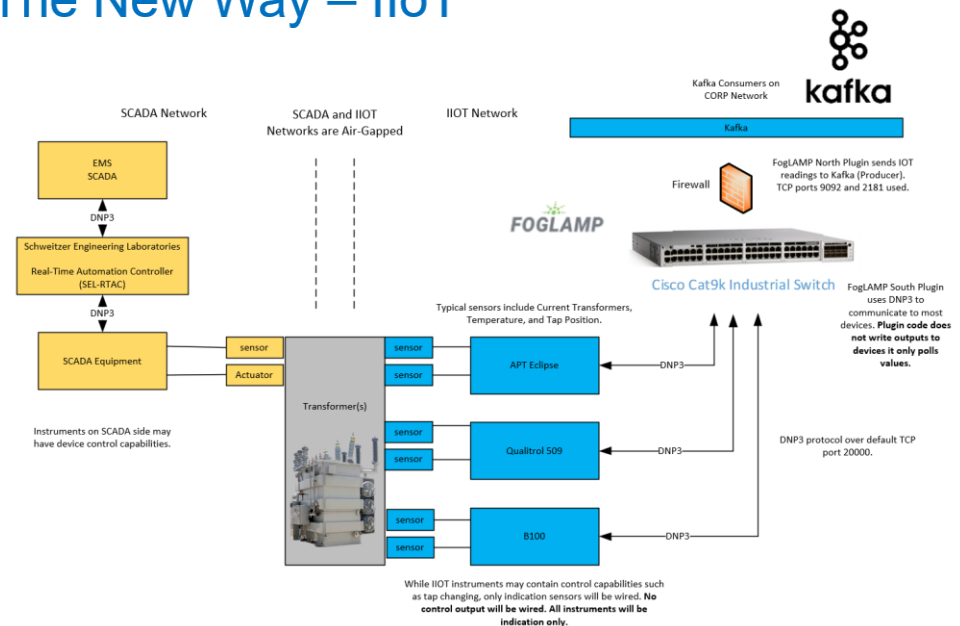 The New Way – IIoT
kafka
Kafka Consumers on
CORP Network
SCADA Network
SCADA and IIOT
Networks are Air-Gapped
IIOT Network
Kafka
EMS
SCADA
Firewall
FogLAMP North Plugin sends IOT
readings to Kafka (Producer).
TCP ports 9092 and 2181 used.
DNP3
FOGLAMP
Schweitzer Engineering Laboratories
Real-Time Automation Controller
(SEL-RTAC)
Cisco Cat9k Industrial Switch
FogLAMP South Plugin
uses DNP3 to
communicate to most
devices. Plugin code does
not write outputs to
devices it only polls
values.
DNP3
Typical sensors include Current Transformers,
Temperature, and Tap Position.
SCADA Equipment
sensor
Actuator
sensor
sensor
APT Eclipse
DNP3
Transformer(s)
Instruments on SCADA side may
have device control capabilities.
sensor
sensor
Qualitrol 509
DNP3
DNP3 protocol over default TCP
port 20000.
sensor
sensor
B100
DNP3
While IIOT instruments may contain control capabilities such
as tap changing, only indication sensors will be wired. No
control output will be wired. All instruments will be
indication only.